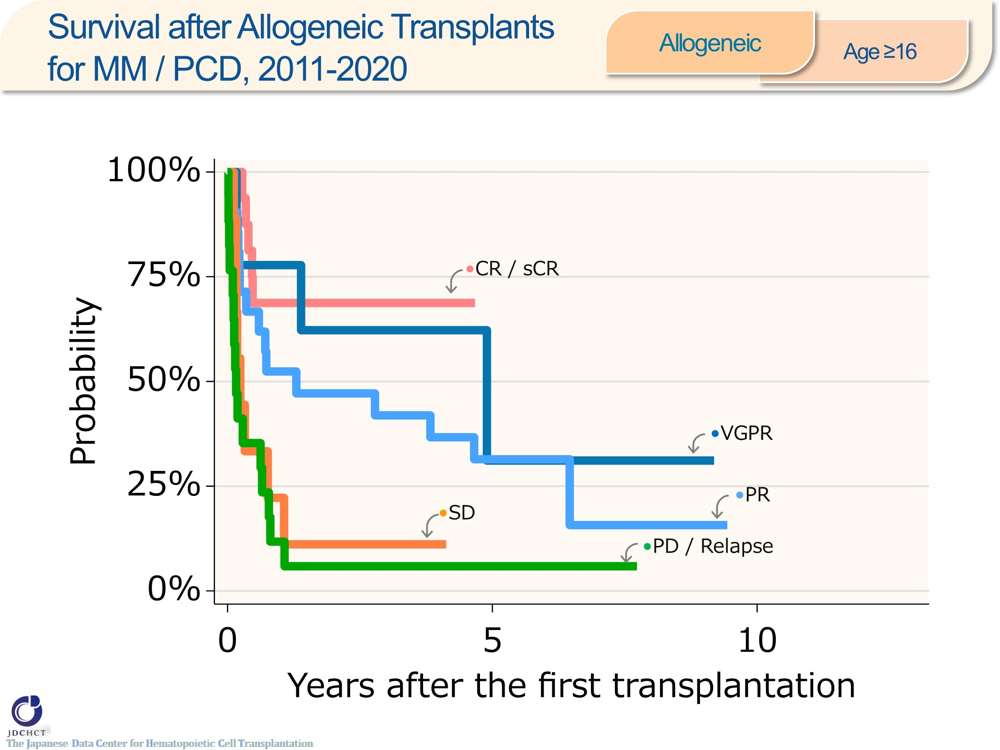 Survival after Allogeneic Transplants
for MM / PCD, 2011-2020
Allogeneic
Age ≥16
100%
75%
50%
25%
0%
Probability
CR / sCR
VGPR
PR
SD
PD / Relapse
0
5
10
Years after the first transplantation
JDCHCT
The Japanese Data Center for Hematopoietic Cell Transplantation